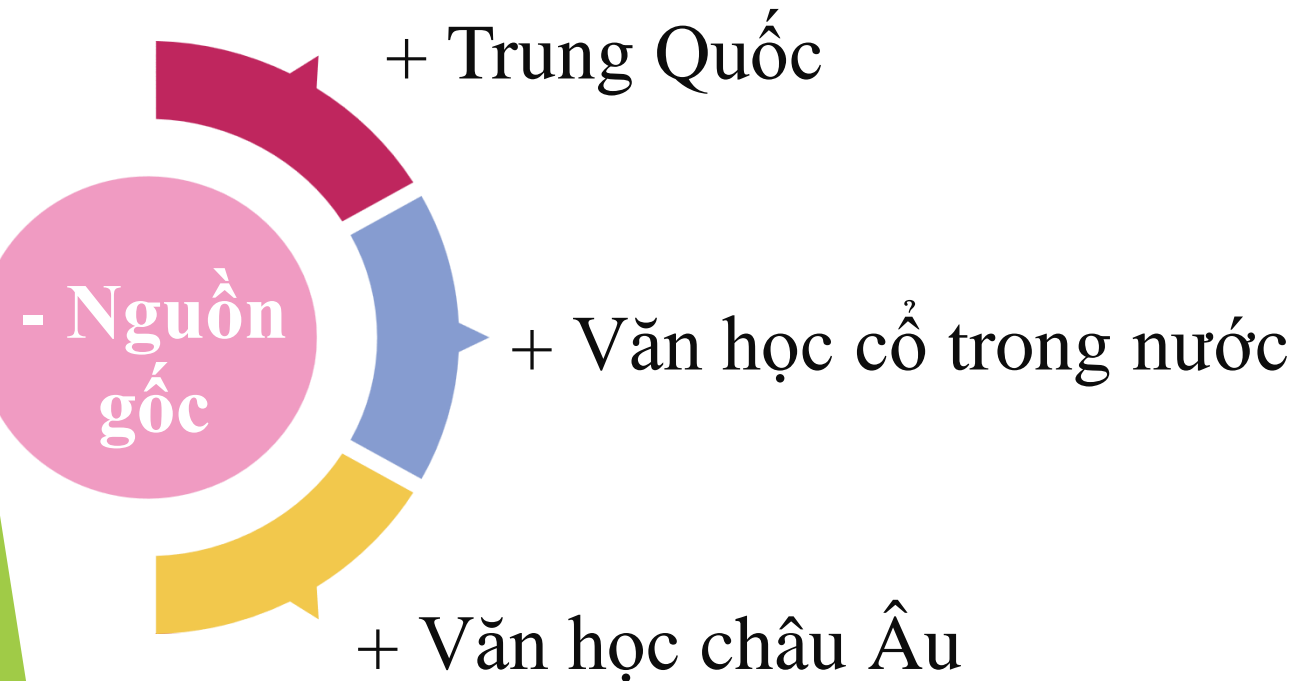 + Trung Quốc
- Nguồn
gốc
+ Văn học cổ trong nước
+ Văn học châu Âu